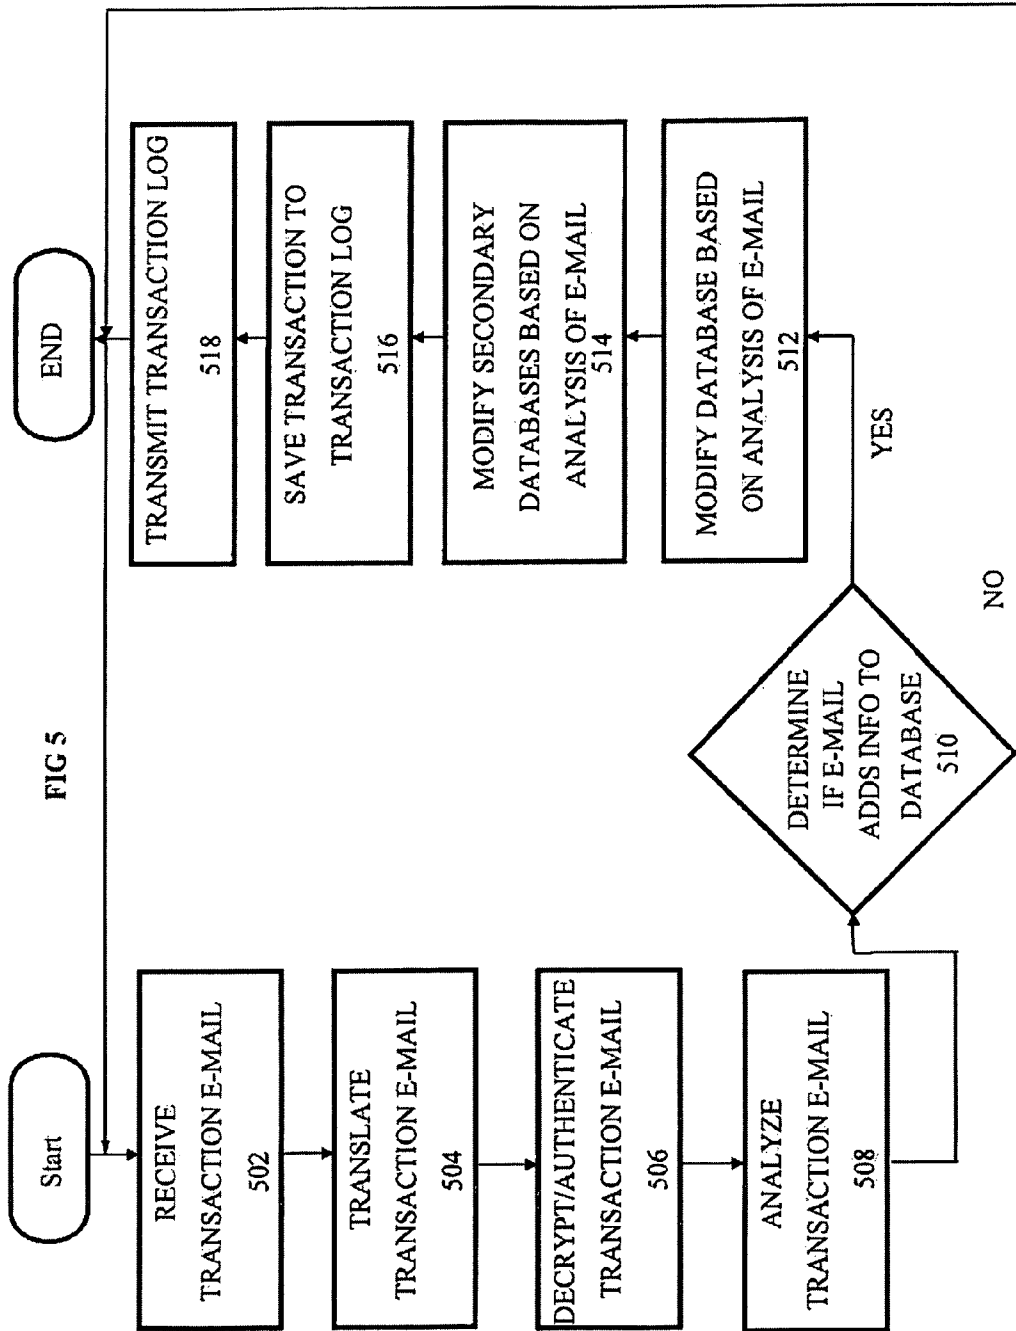 FIG 5
Start
RECEIVE
TRANSACTION E-MAIL
502
TRANSLATE
TRANSACTION E-MAIL
504
DECRYPT/AUTHENTICATE
TRANSACTION E-MAIL
506
ANALYZE
TRANSACTION E-MAIL
508
DETERMINE
IF E-MAIL
ADDS INFO TO
DATABASE
510
YES
NO
MODIFY DATABASE BASED
ON ANALYSIS OF E-MAIL
512
MODIFY SECONDARY
DATABASES BASED ON
ANALYSIS OF E-MAIL
514
SAVE TRANSACTION TO
TRANSACTION LOG
516
TRANSMIT TRANSACTION LOG
518
END